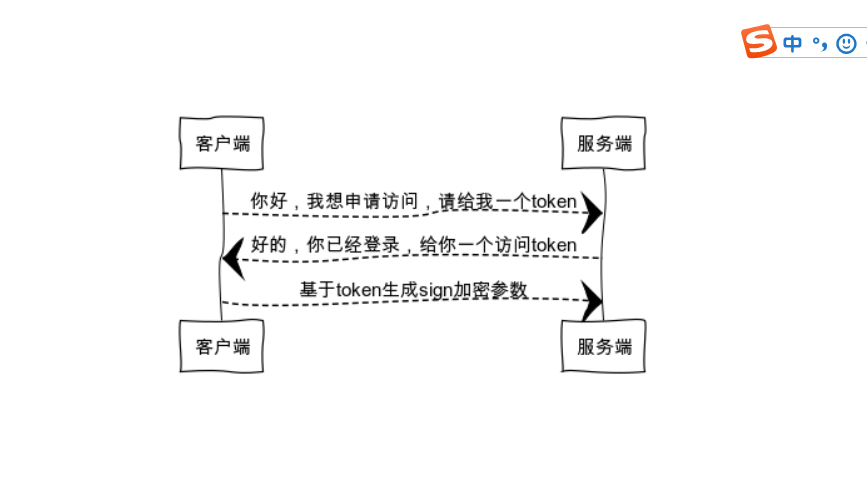 中
客户端
服务端
你好，我想申请访问，请给我一个token
好的，你已经登录，给你一个访问token
基于token生成sign加密参数
客户端
服务端